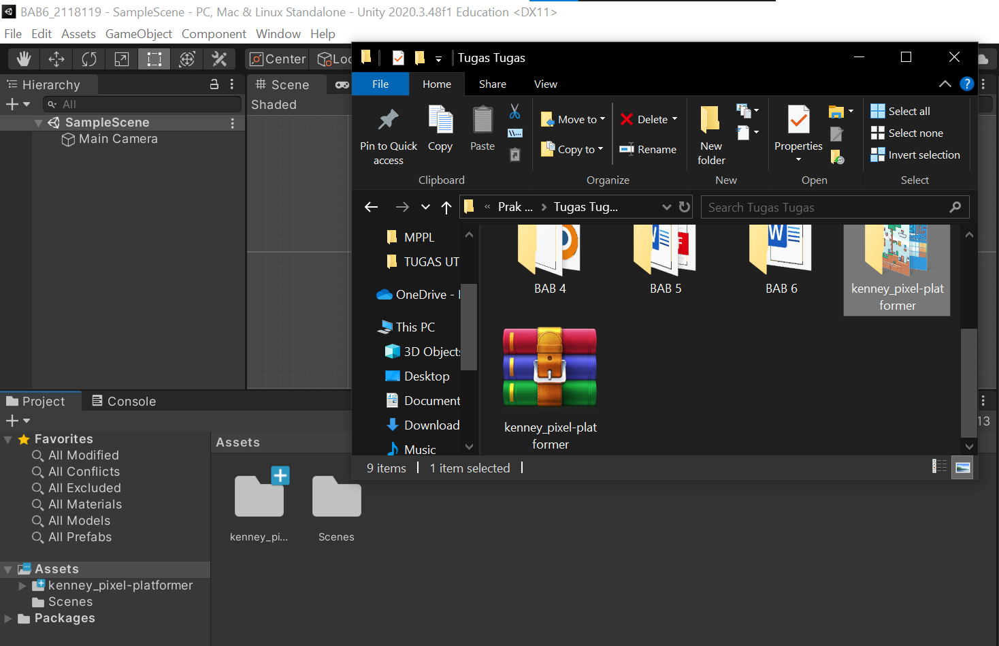 BAB6_2118119 - SampleScene - PC, Mac & Linux Standalone - Unity 2020.3.48f1 Education <DX11>
File Edit Assets GameObject Component Window Help
Center
Hierarchy
Scene
All
Shaded
SampleScene
Main Camera
Tugas Tugas
File Home Share View
Pin to Quick access
Copy
Paste
Clipboard
Move to
Copy to
Delete
Rename
Organize
New folder
New
Properties
Open
Select all
Select none
Invert selection
Select
« Prak ... > Tugas Tug...
Search Tugas Tugas
MPPL
TUGAS UT
OneDrive -
This PC
3D Object
Desktop
Document
Download
Music
BAB 4
BAB 5
BAB 6
kenney_pixel-plat
former
kenney_pixel-plat
former
9 items
1 item selected
Project
Console
13
Favorites
All Modified
All Conflicts
All Excluded
All Materials
All Models
All Prefabs
Assets
kenney_pixel-platformer
Scenes
Packages
Assets
kenney_pi...
Scenes